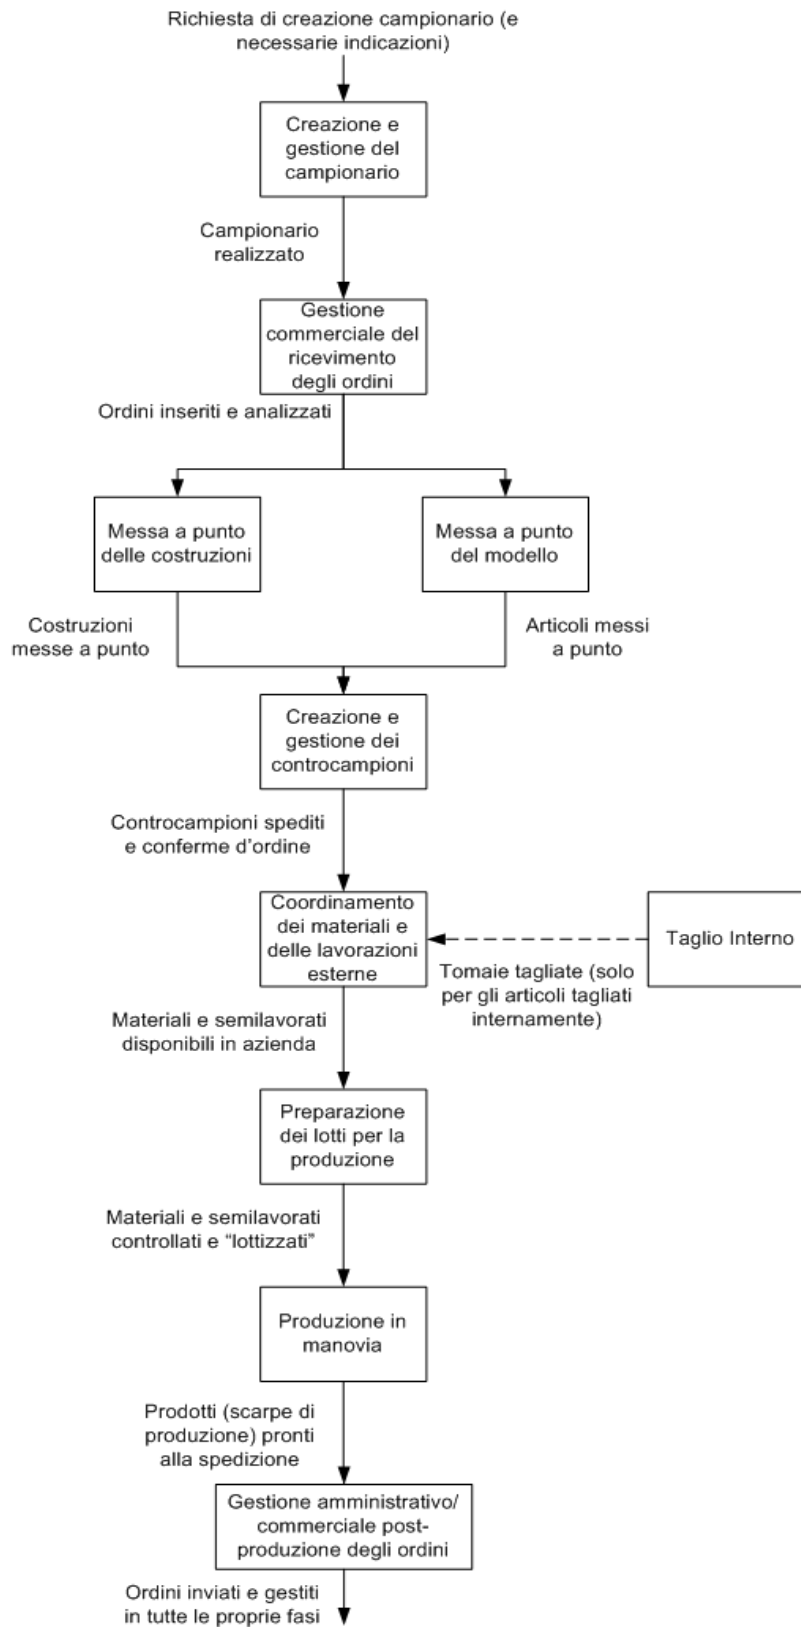 Richiesta di creazione campionario (e
necessarie indicazioni)
Creazione e
gestione del
campionario
Campionario
realizzato
Gestione
commerciale del
ricevimento
degli ordini
Ordini inseriti e analizzati
Messa a punto
delle costruzioni
Messa a punto
del modello
Costruzioni
messe a punto
Articoli messi
a punto
Creazione e
gestione dei
controcampioni
Controcampioni spediti
e conferme d'ordine
Coordinamento
dei materiali e
delle lavorazioni
esterne
Taglio Interno
Tomaie tagliate (solo
per gli articoli tagliati
internamente)
Materiali e semilavorati
disponibili in azienda
Preparazione
dei lotti per la
produzione
Materiali e semilavorati
controllati e “lottizzati”
Produzione in
manovia
Prodotti (scarpe di
produzione) pronti
alla spedizione
Gestione amministrativo/
commerciale post-
produzione degli ordini
Ordini inviati e gestiti
in tutte le proprie fasi